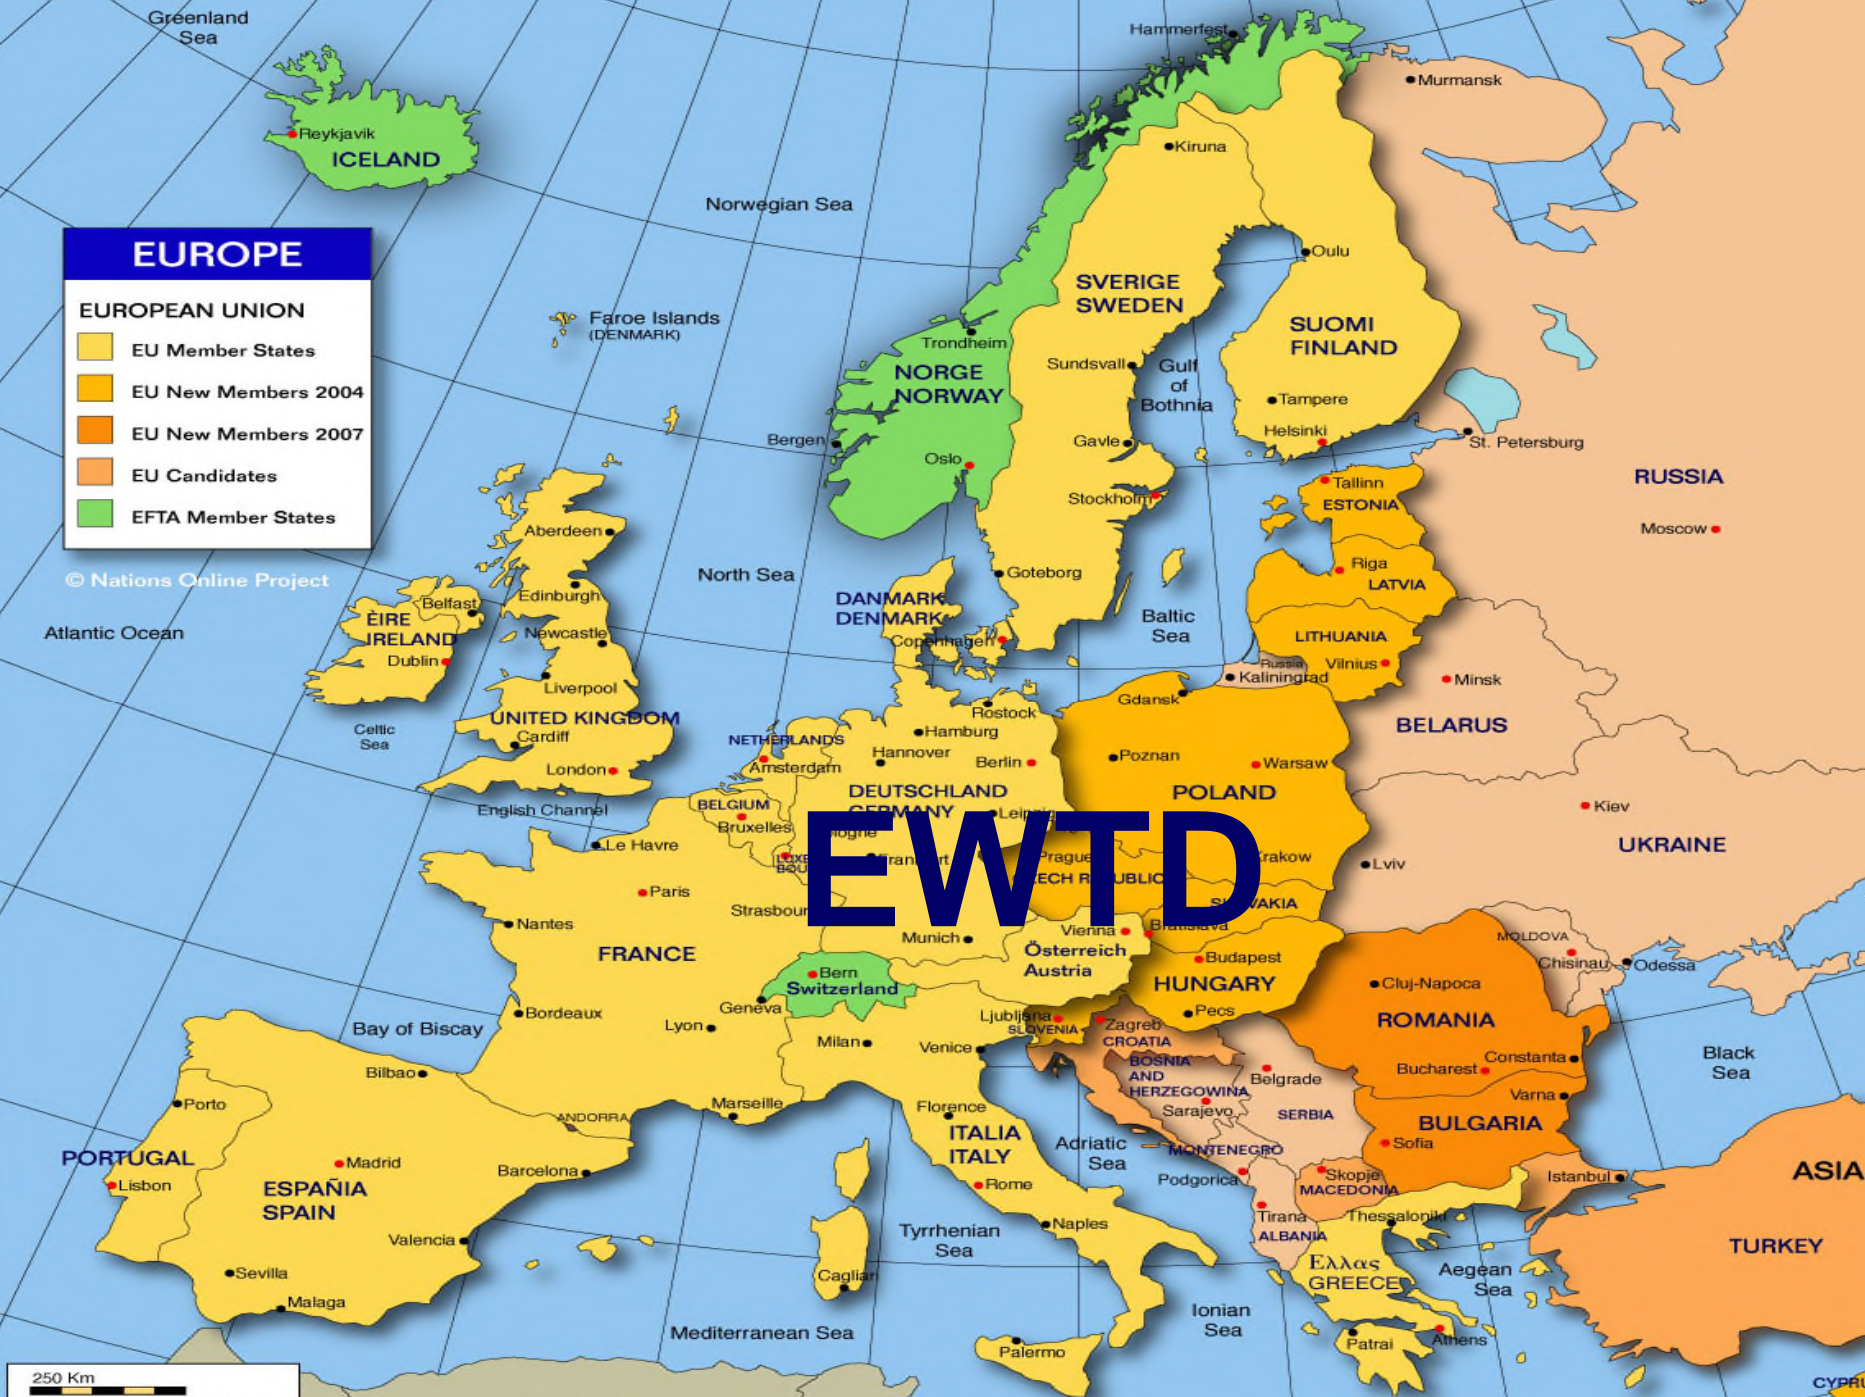 Greenland
Sea
Hammerfest
Murmansk
Reykjavik
ICELAND
Kiruna
Norwegian Sea
EUROPE
EUROPEAN UNION
EU Member States
EU New Members 2004
EU New Members 2007
EU Candidates
EFTA Member States
© Nations Online Project
Oulu
SVERIGE
SWEDEN
Faroe Islands
(DENMARK)
SUOMI
FINLAND
Trondheim
NORGE
NORWAY
Sundsvall
Gulf
of
Bothnia
Tampere
Bergen
Gavle
Helsinki
St. Petersburg
Oslo
RUSSIA
Stockholm
Tallinn
ESTONIA
Moscow
Aberdeen
North Sea
Goteborg
Riga
LATVIA
Edinburgh
Belfast
DANMARK
DENMARK
Baltic
Sea
Atlantic Ocean
ÈIRE
IRELAND
Newcastle
Copenhagen
LITHUANIA
Dublin
Russia
Vilnius
Kaliningrad
Minsk
Liverpool
Gdansk
Celtic
Sea
UNITED KINGDOM
Cardiff
Rostock
BELARUS
NETHERLANDS
Hamburg
Hannover
Amsterdam
Berlin
Poznan
Warsaw
London
English Channel
BELGIUM
Bruxelles
DEUTSCHLAND
GERMANY
Leipzig
POLAND
Kiev
UKRAINE
EWTD
Le Havre
Prague
Krakow
Lviv
Paris
Strasbour
Nantes
Munich
Vienna
Bratislava
MOLDOVA
Chisinau
Odessa
FRANCE
Österreich
Austria
Budapest
HUNGARY
Bern
Switzerland
Cluj-Napoca
Geneva
Bordeaux
Lyon
Bay of Biscay
Ljubljana
SLOVENIA
Pecs
Zagreb
CROATIA
ROMANIA
Milan
Venice
BOSNIA
AND
HERZEGOWINA
Belgrade
Constanta
Bucharest
Black
Sea
Bilbao
Porto
Marseille
Florence
Sarajevo
SERBIA
Varna
BULGARIA
ANDORRA
ITALIA
ITALY
Adriatic
Sea
MONTENEGRO
Sofia
PORTUGAL
Lisbon
Madrid
Barcelona
Rome
Podgorica
Skopje
MACEDONIA
Istanbul
ASIA
ESPAÑIA
SPAIN
Tirana
ALBANIA
Thessaloniki
Naples
Tyrrhenian
Sea
Valencia
TURKEY
Ελλας
GREECE
Aegean
Sea
Sevilla
Cagliari
Malaga
Ionian
Sea
Mediterranean Sea
Palermo
Patrai
Athens
250 Km
CYPRU